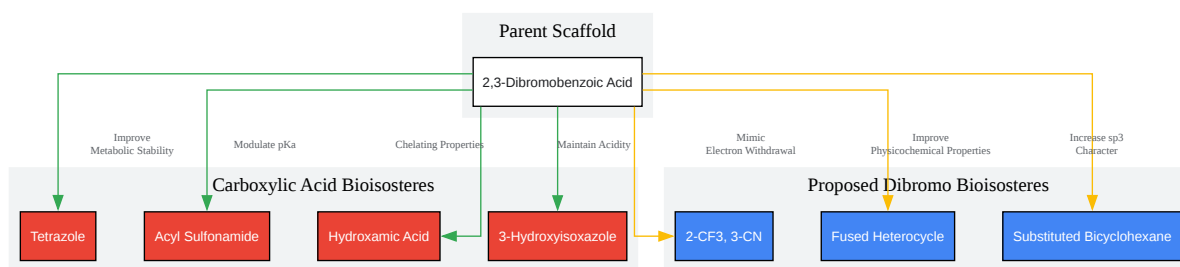 Parent Scaffold
2,3-Dibromobenzoic Acid
Improve
Metabolic Stability
Modulate pKa
Chelating Properties
Maintain Acidity
Mimic
Electron Withdrawal
Improve
Physicochemical Properties
Increase sp3
Character
Carboxylic Acid Bioisosteres
Proposed Dibromo Bioisosteres
Tetrazole
Acyl Sulfonamide
Hydroxamic Acid
3-Hydroxyisoxazole
2-CF3, 3-CN
Fused Heterocycle
Substituted Bicyclohexane